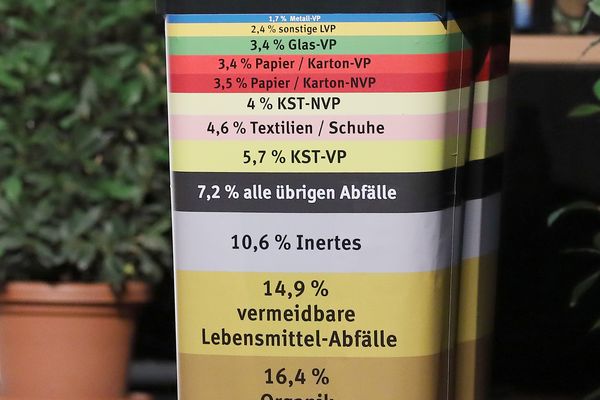 1,7 % Metall-VP
2,4 % sonstige LVP
3,4 % Glas-VP
3,4 % Papier / Karton-VP
3,5 % Papier / Karton-NVP
4 % KST-NVP
4,6 % Textilien / Schuhe
5,7 % KST-VP
7,2 % alle übrigen Abfälle
10,6 % Inertes
14,9 %
vermeidbare
Lebensmittel-Abfälle
16,4 %
Organik